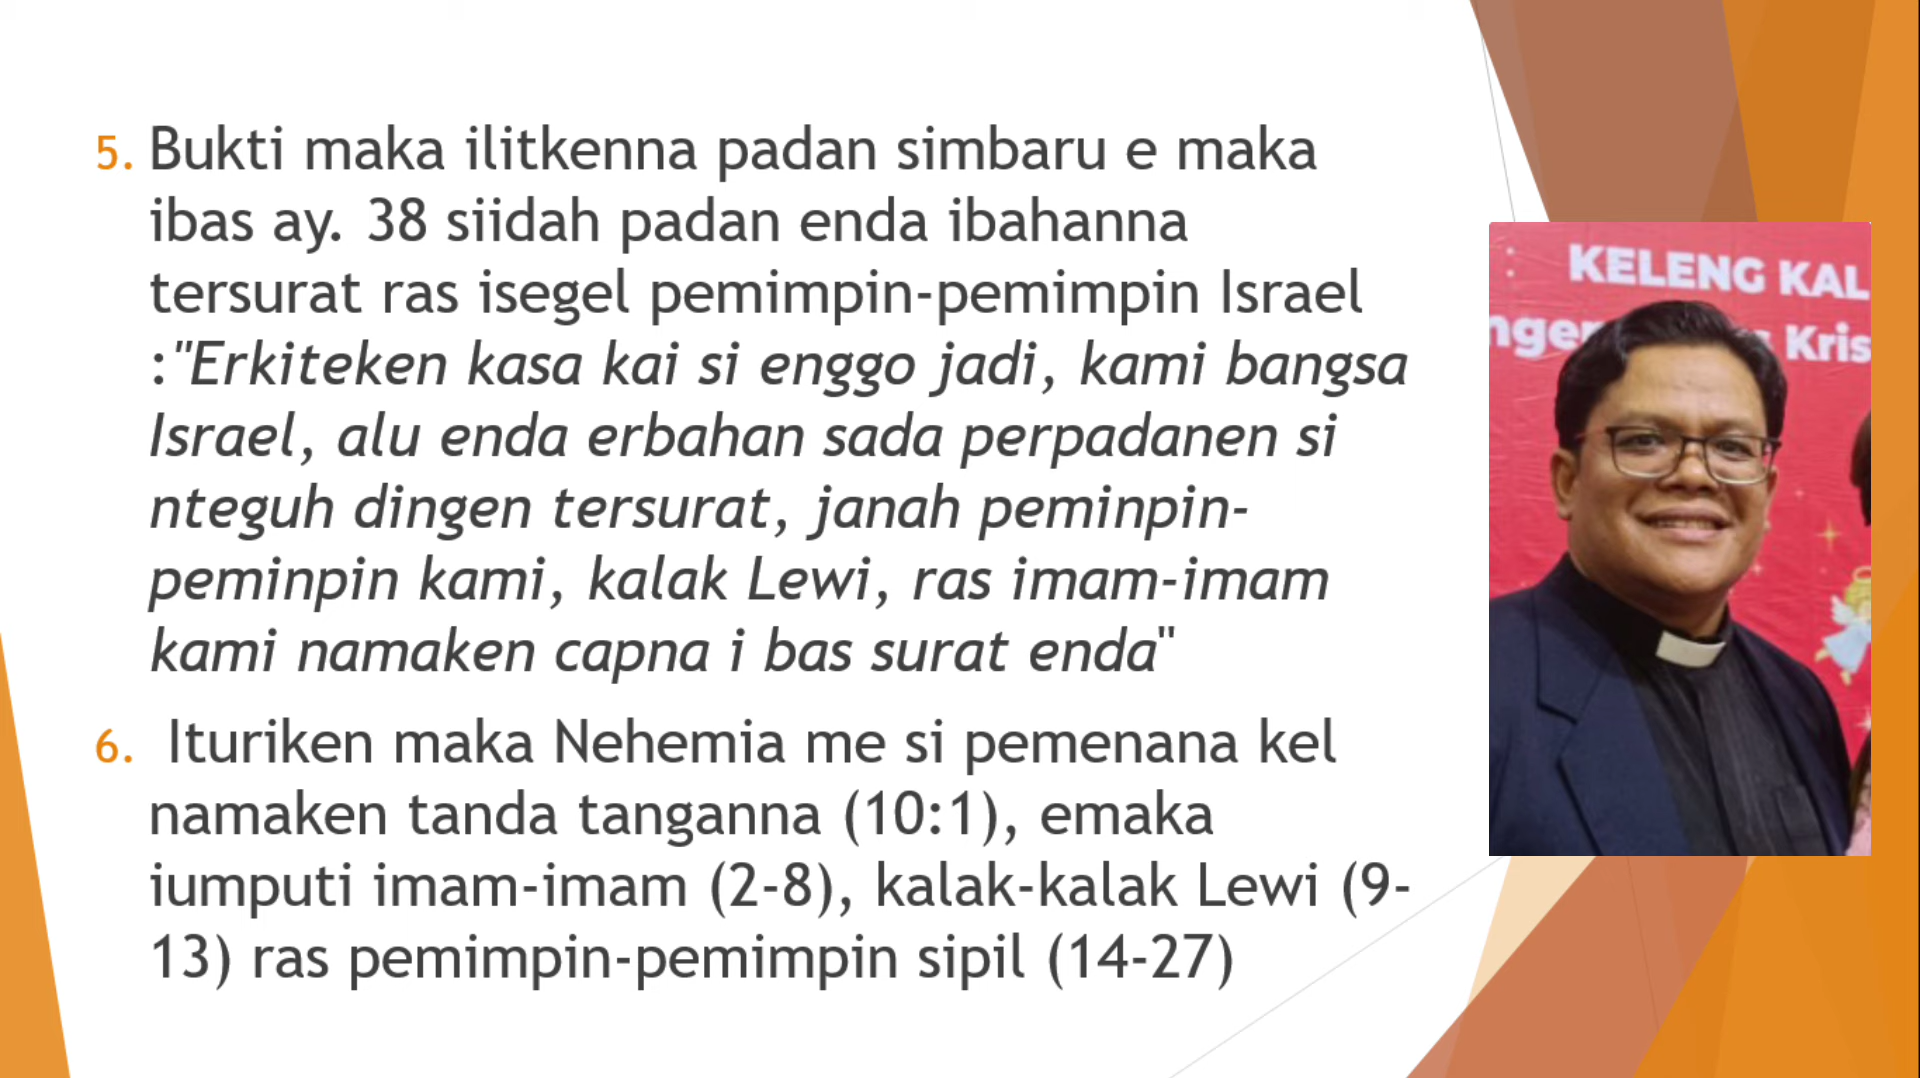 5. Bukti maka ilitkenna padan simbaru e maka
ibas ay. 38 siidah padan enda ibahanna
tersurat ras isegel pemimpin-pemimpin Israel
:"Erkiteken kasa kai si enggo jadi, kami bangsa
Israel, alu enda erbahan sada perpadanen si
nteguh dingen tersurat, janah peminpin-
peminpin kami, kalak Lewi, ras imam-imam
kami namaken capna i bas surat enda"
6. Ituriken maka Nehemia me si pemenana kel
namaken tanda tanganna (10:1), emaka
iumputi imam-imam (2-8), kalak-kalak Lewi (9-
13) ras pemimpin-pemimpin sipil (14-27)
KELENG KAL
Kris